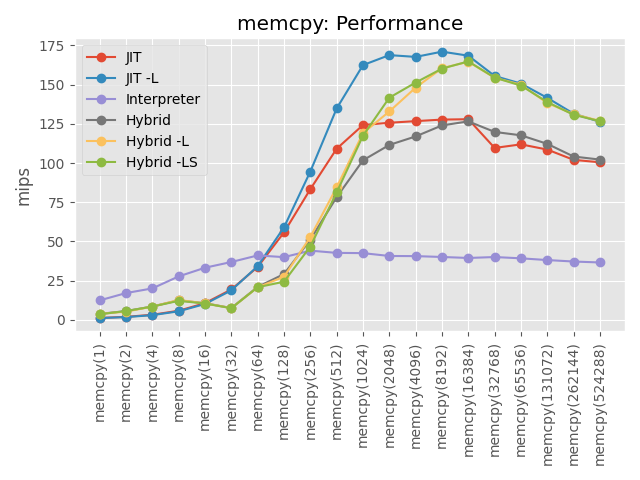 memcpy: Performance
mips
175
150
125
100
75
50
25
0
JIT
JIT -L
Interpreter
Hybrid
Hybrid -L
Hybrid -LS
memcpy(1)
memcpy(2)
memcpy(4)
memcpy(8)
memcpy(16)
memcpy(32)
memcpy(64)
memcpy(128)
memcpy(256)
memcpy(512)
memcpy(1024)
memcpy(2048)
memcpy(4096)
memcpy(8192)
memcpy(16384)
memcpy(32768)
memcpy(65536)
memcpy(131072)
memcpy(262144)
memcpy(524288)